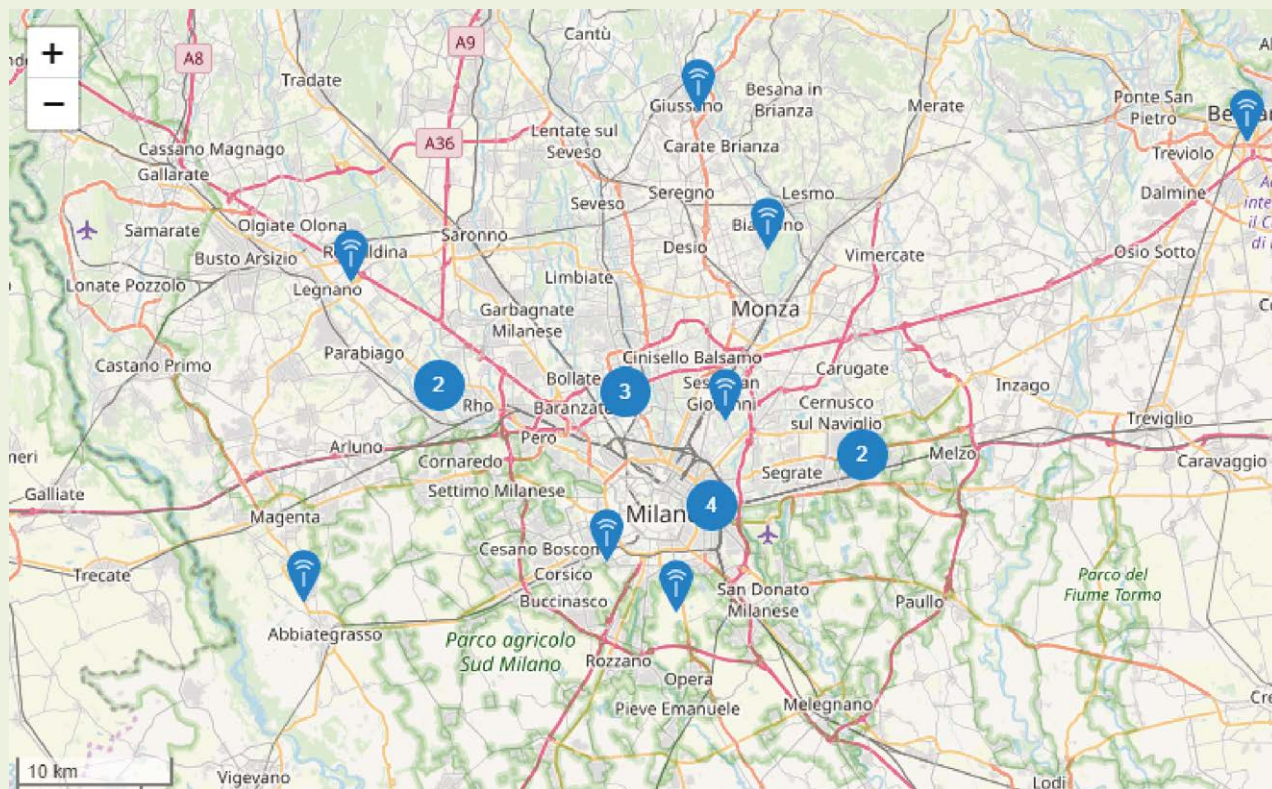 +
−
A8
A9
Cantù
Tradate
Giussano
Besana in
Brianza
Merate
Ponte San
Pietro
Lentate sul
Seveso
A36
Carate Brianza
Treviolo
Cassano Magnago
Gallarate
Seregno
Lesmo
Dalmine
Seveso
Samarate
Olgiate Olona
Saronno
Desio
Busto Arsizio
Vimercate
Osio Sotto
Limbiate
Lonate Pozzolo
Legnano
Garbagnate
Milanese
Monza
Parabiago
Castano Primo
Cinisello Balsamo
Carugate
Bollate
2
3
Inzago
Rho
Baranzate
Cernusco
sul Naviglio
Treviglio
Pero
Arluno
2
Melzo
Cornaredo
Segrate
Caravaggio
Galliate
Settimo Milanese
4
Magenta
Corsico
Trecate
Buccinasco
San Donato
Milanese
Paullo
Parco del
Fiume Tormo
Abbiategrasso
Parco agricolo
Sud Milano
Rozzano
Opera
Pieve Emanuele
Melegnano
10 km
Vigevano
Lodi